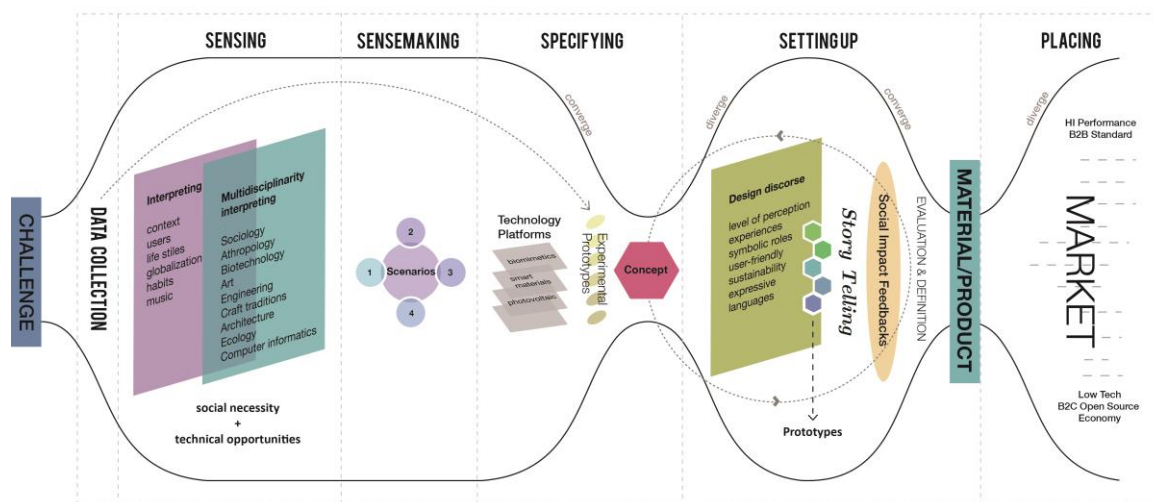 SENSING
SENSEMAKING
SPECIFYING
SETTING UP
PLACING
CHALLENGE
DATA COLLECTION
Interpreting
context
users
life stiles
globalization
habits
music
Multidisciplinarity
interpreting
Sociology
Athropology
Biotechnology
Art
Engineering
Craft traditions
Architecture
Ecology
Computer informatics
social necessity
+
technical opportunities
1
2
Scenarios
3
4
Technology
Platforms
biomimetics
smart
materials
photovoltaic
Experimental
Prototypes
converge
Concept
diverge
Design discorse
level of perception
experiences
symbolic roles
user-friendly
sustainability
expressive
languages
Story Telling
Prototypes
Social Impact Feedbacks
converge
EVALUATION & DEFINITION
MATERIAL/PRODUCT
diverge
HI Performance
B2B Standard
MARKET
Low Tech
B2C Open Source
Economy